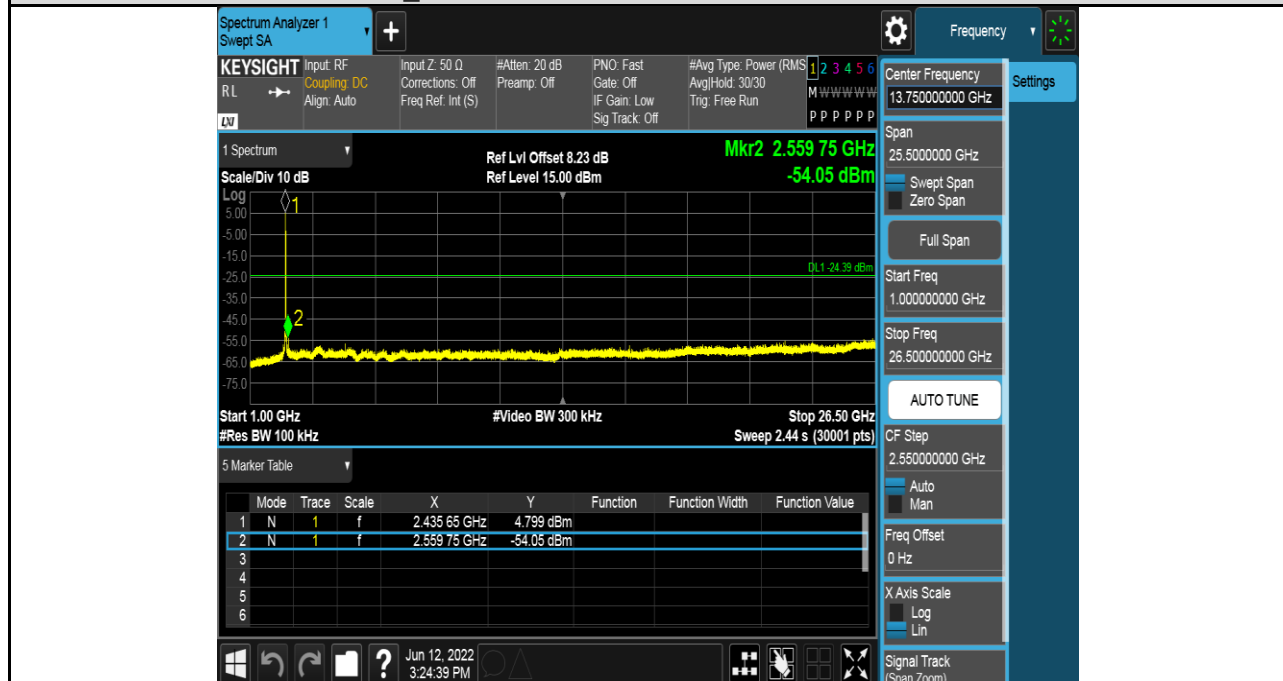 Spectrum Analyzer 1
Swept SA
+
Frequency
KEYSIGHT
RL
LXI
Input: RF
Coupling: DC
Align: Auto
Input Z: 50 Ω
Corrections: Off
Freq Ref: Int (S)
#Atten: 20 dB
Preamp: Off
PNO: Fast
Gate: Off
IF Gain: Low
Sig Track: Off
#Avg Type: Power (RMS
Avg|Hold: 30/30
Trig: Free Run
1 2 3 4 5 6
M W W W W W
P P P P P P
1 Spectrum
Scale/Div 10 dB
Ref Lvl Offset 8.23 dB
Ref Level 15.00 dBm
Mkr2 2.559 75 GHz
-54.05 dBm
Log
5.00
-5.00
-15.0
-25.0
-35.0
-45.0
-55.0
-65.0
-75.0
1
2
DL1 -24.39 dBm
Start 1.00 GHz
#Video BW 300 kHz
Stop 26.50 GHz
#Res BW 100 kHz
Sweep 2.44 s (30001 pts)
5 Marker Table
Mode Trace Scale X Y Function Function Width Function Value
1 N 1 f 2.435 65 GHz 4.799 dBm
2 N 1 f 2.559 75 GHz -54.05 dBm
3
4
5
6
?
Jun 12, 2022
3:24:39 PM
Center Frequency
13.750000000 GHz
Settings
Span
25.5000000 GHz
Swept Span
Zero Span
Full Span
Start Freq
1.000000000 GHz
Stop Freq
26.500000000 GHz
AUTO TUNE
CF Step
2.550000000 GHz
Auto
Man
Freq Offset
0 Hz
X Axis Scale
Log
Lin
Signal Track
(Span Zoom)